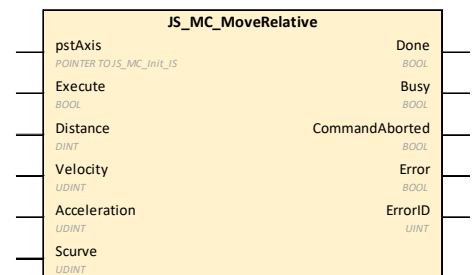 JS_MC_MoveRelative
pstAxis Done
POINTER TO JS_MC_Init_IS BOOL
Execute Busy
BOOL BOOL
Distance CommandAborted
DINT BOOL
Velocity Error
UDINT BOOL
Acceleration ErrorID
UDINT UINT
Scurve
UDINT